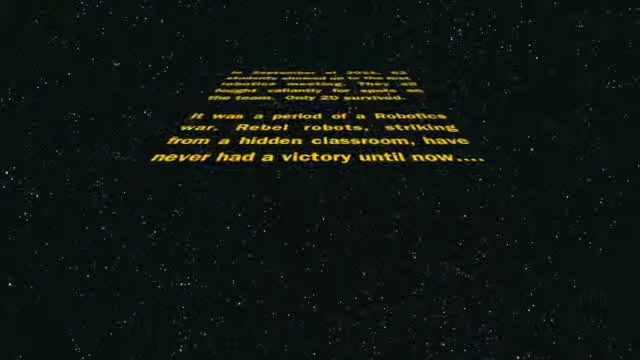 In September of 2011, 62
students showed up to the first
robotics meeting. They all
fought valiantly for spots on
the team. Only 20 survived.
It was a period of a Robotics
war. Rebel robots, striking
from a hidden classroom, have
never had a victory until now....